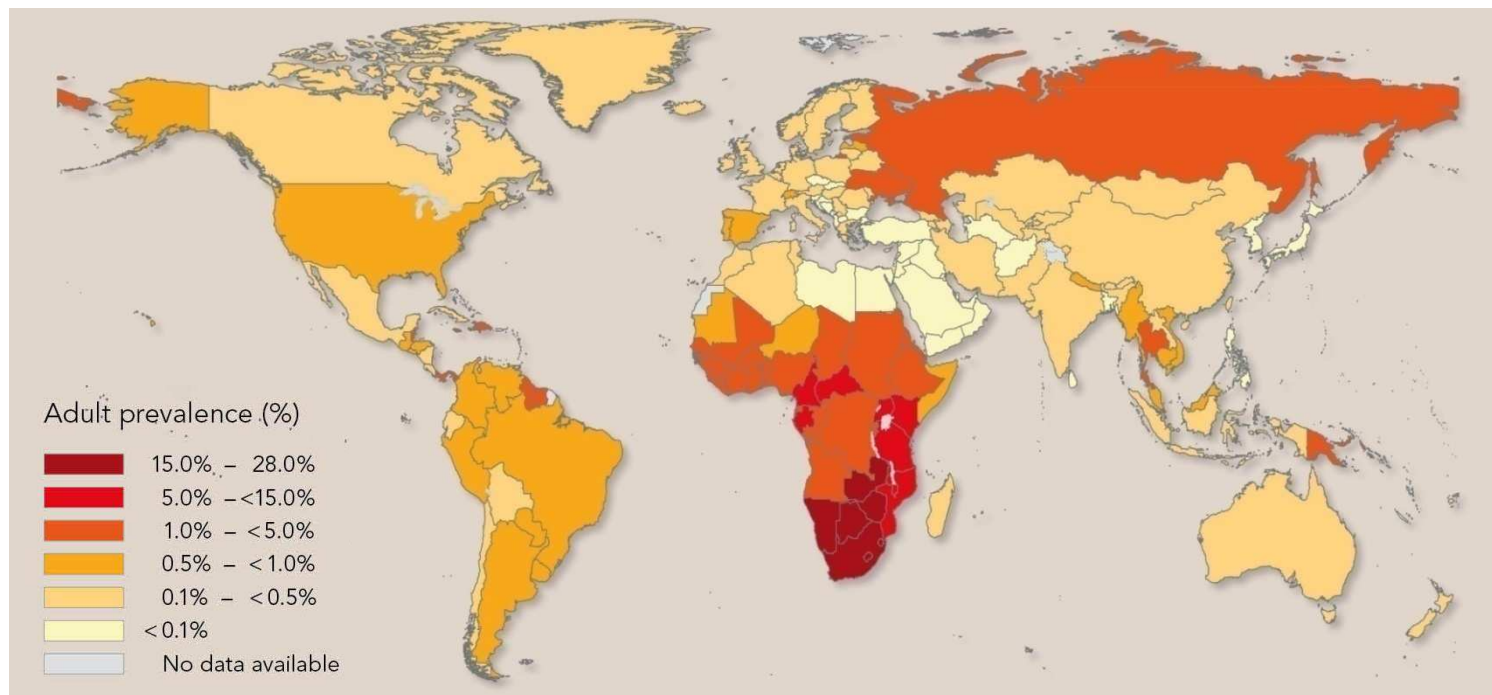 Adult prevalence (%)
15.0% – 28.0%
5.0% – <15.0%
1.0% – <5.0%
0.5% – <1.0%
0.1% – <0.5%
<0.1%
No data available